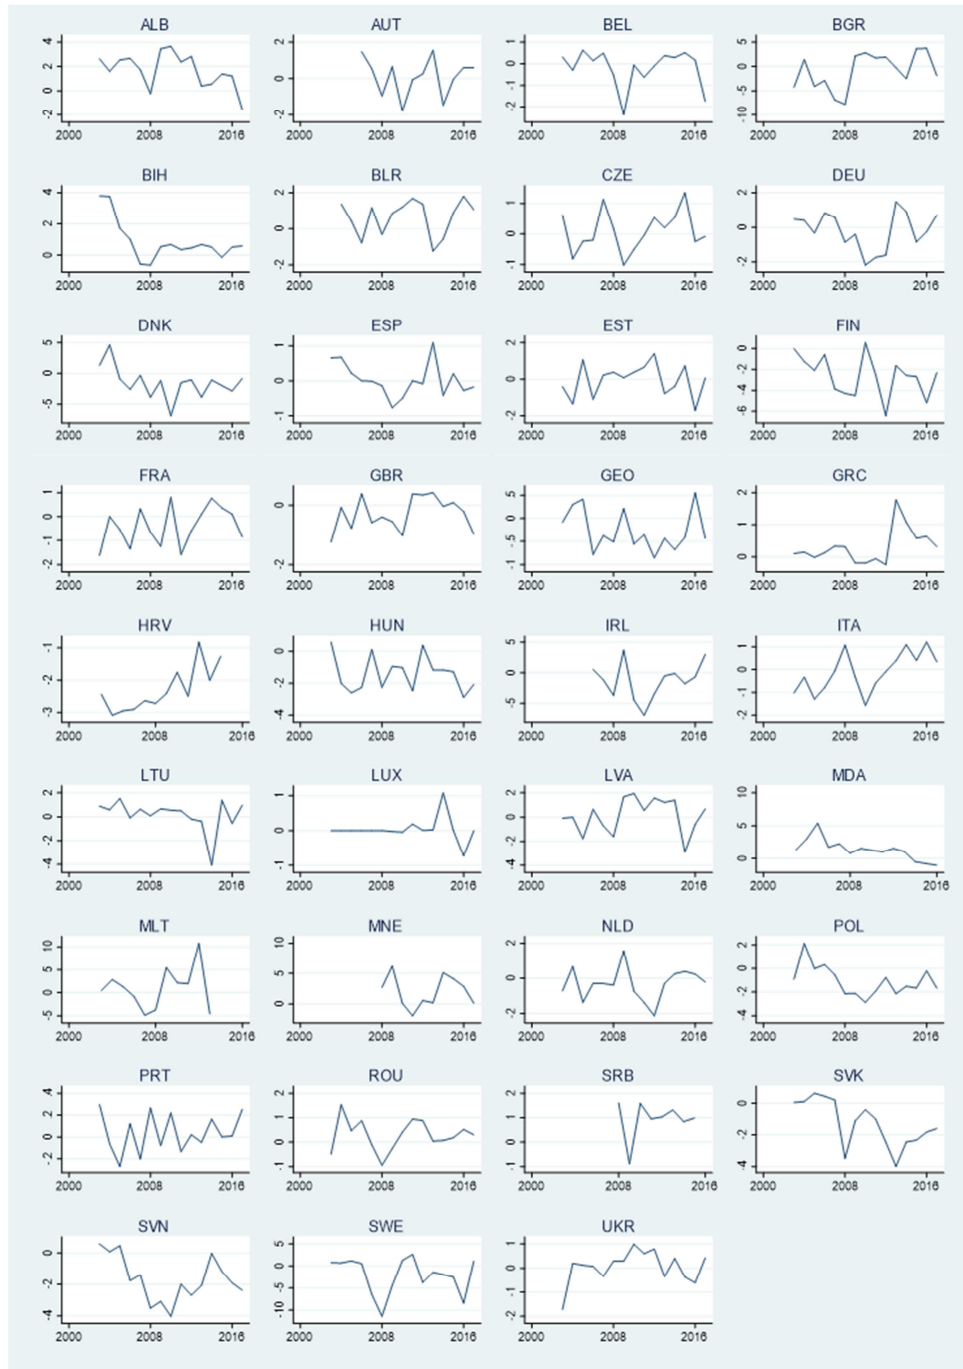 ALB
4
2
0
-2
2000 2008 2016
AUT
2
0
-2
2000 2008 2016
BEL
1
0
-1
-2
2000 2008 2016
BGR
5
0
-5
-10
2000 2008 2016
BIH
4
2
0
2000 2008 2016
BLR
2
0
-2
2000 2008 2016
CZE
1
0
-1
2000 2008 2016
DEU
2
0
-2
2000 2008 2016
DNK
5
0
-5
2000 2008 2016
ESP
1
0
-1
2000 2008 2016
EST
2
0
-2
2000 2008 2016
FIN
0
-2
-4
-6
2000 2008 2016
FRA
1
0
-1
-2
2000 2008 2016
GBR
0
-2
2000 2008 2016
GEO
.5
0
-.5
-1
2000 2008 2016
GRC
2
1
0
2000 2008 2016
HRV
-1
-2
-3
2000 2008 2016
HUN
0
-2
-4
2000 2008 2016
IRL
5
0
-5
2000 2008 2016
ITA
1
0
-1
-2
2000 2008 2016
LTU
2
0
-2
-4
2000 2008 2016
LUX
1
0
-1
2000 2008 2016
LVA
2
0
-2
-4
2000 2008 2016
MDA
10
5
0
2000 2008 2016
MLT
10
5
0
-5
2000 2008 2016
MNE
10
5
0
2000 2008 2016
NLD
2
0
-2
2000 2008 2016
POL
2
0
-2
-4
2000 2008 2016
PRT
4
2
0
-2
2000 2008 2016
ROU
2
1
0
-1
2000 2008 2016
SRB
2
1
0
-1
2000 2008 2016
SVK
0
-2
-4
2000 2008 2016
SVN
0
-2
-4
2000 2008 2016
SWE
5
0
-5
-10
2000 2008 2016
UKR
1
0
-1
-2
2000 2008 2016